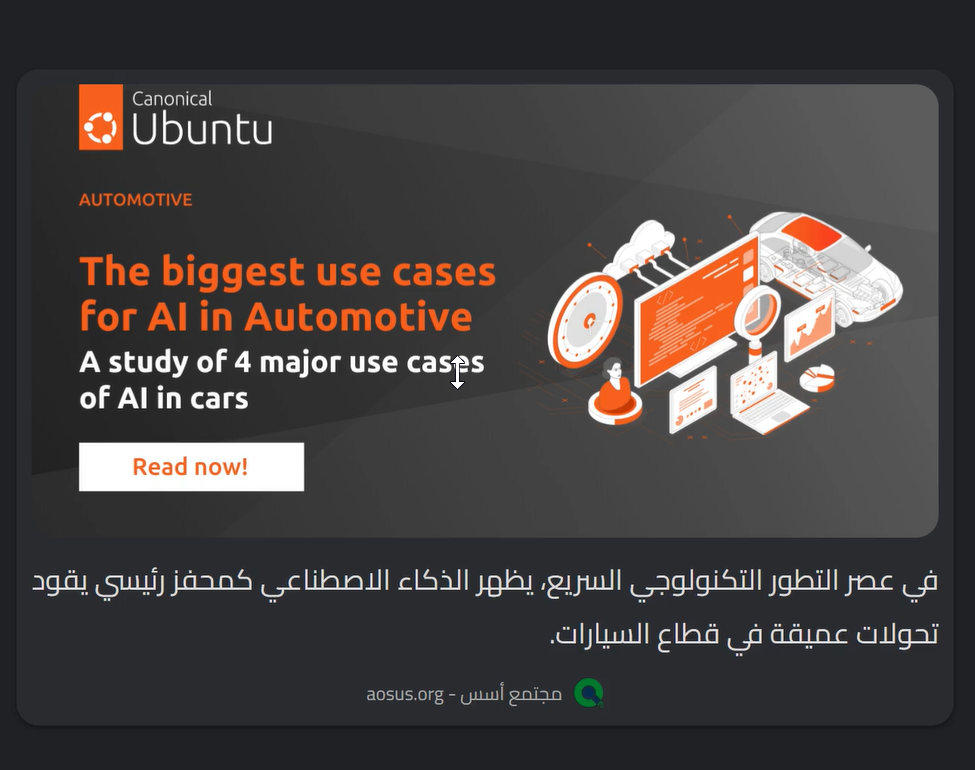 Canonical
Ubuntu
AUTOMOTIVE
The biggest use cases
for AI in Automotive
A study of 4 major use cases
of AI in cars
Read now!
في عصر التطور التكنولوجي السريع، يظهر الذكاء الاصطناعي كمحفز رئيسي يقود
تحولات عميقة في قطاع السيارات.
مجتمع أسس - aosus.org